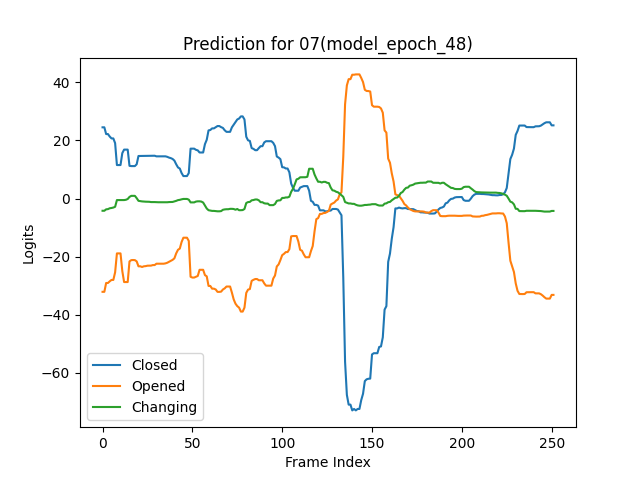 Prediction for 07(model_epoch_48)
40
20
0
−20
−40
−60
Logits
Closed
Opened
Changing
0 50 100 150 200 250
Frame Index